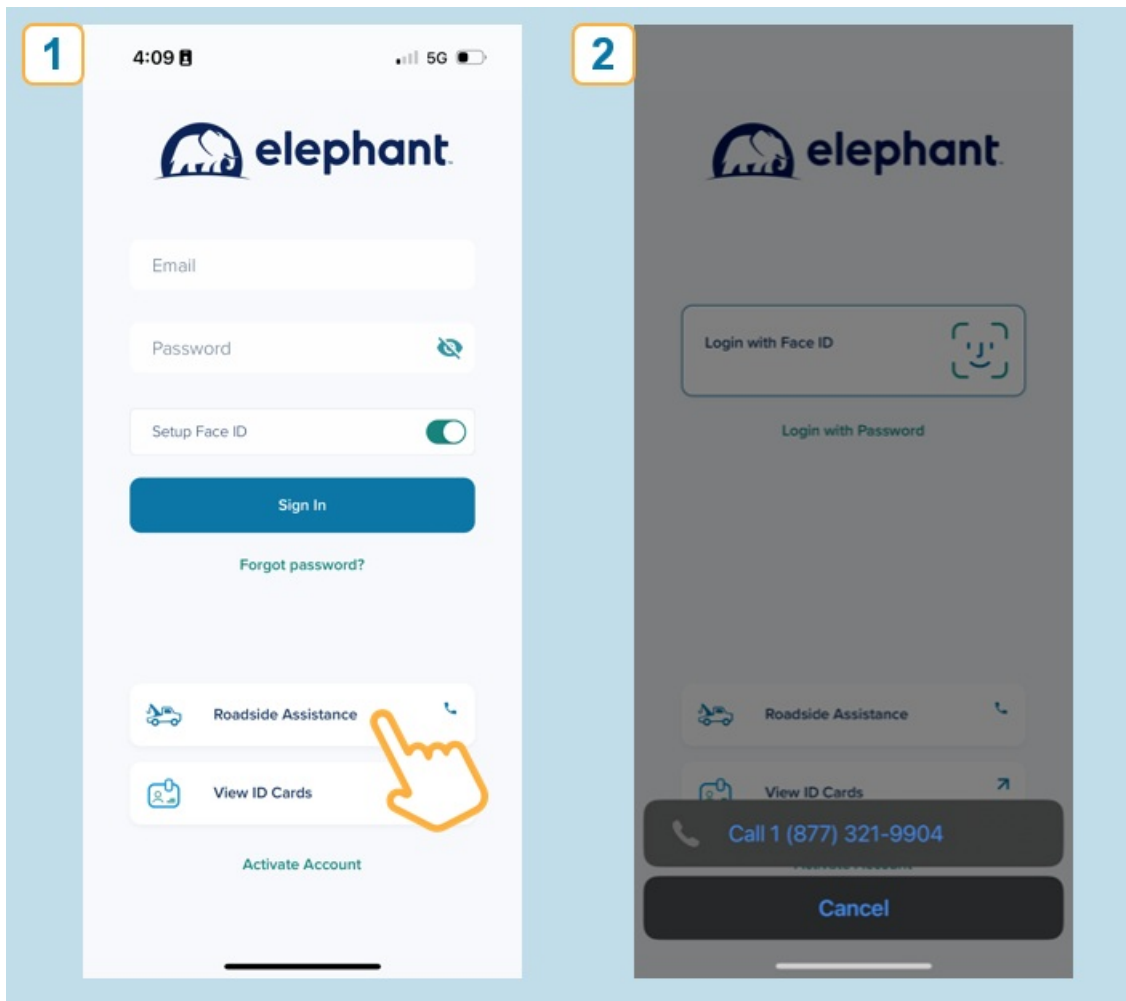 1
4:09
5G
elephant™
Email
Password
Setup Face ID
Sign In
Forgot password?
Roadside Assistance
View ID Cards
Activate Account
2
elephant
Login with Face ID
Login with Password
Roadside Assistance
View ID Cards
Call 1 (877) 321-9904
Cancel